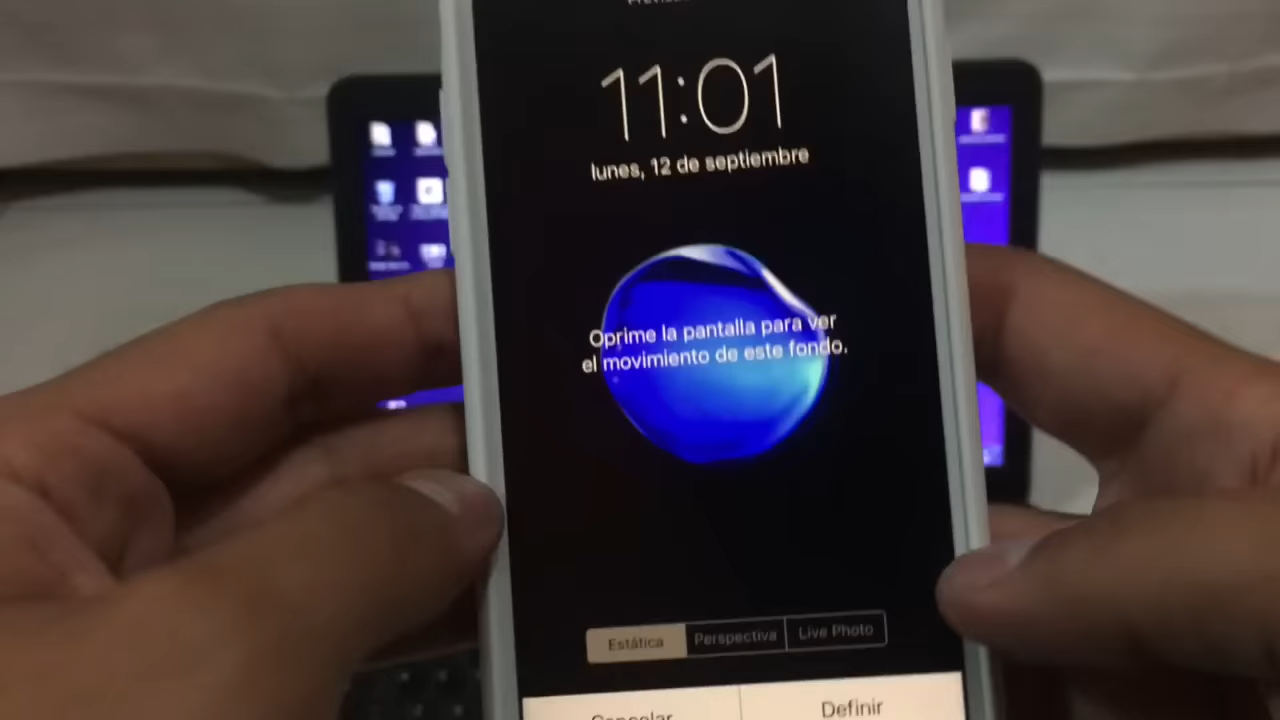 11:01
lunes, 12 de septiembre
Oprime la pantalla para ver
el movimiento de este fondo.
Estática Perspectiva Live Photo
Cancelar Definir